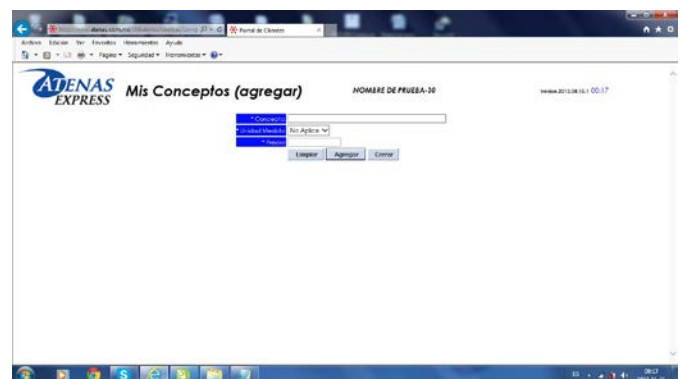 Portal de Clientes
Archivo Edición Ver Favoritos Herramientas Ayuda
Página Seguridad Herramientas
ATENAS
EXPRESS
Mis Conceptos (agregar)
NOMBRE DE PRUEBA-30
00:17
* Concepto
* Unidad Medida No Aplica
* Precio
Limpiar Agregar Cerrar
ES